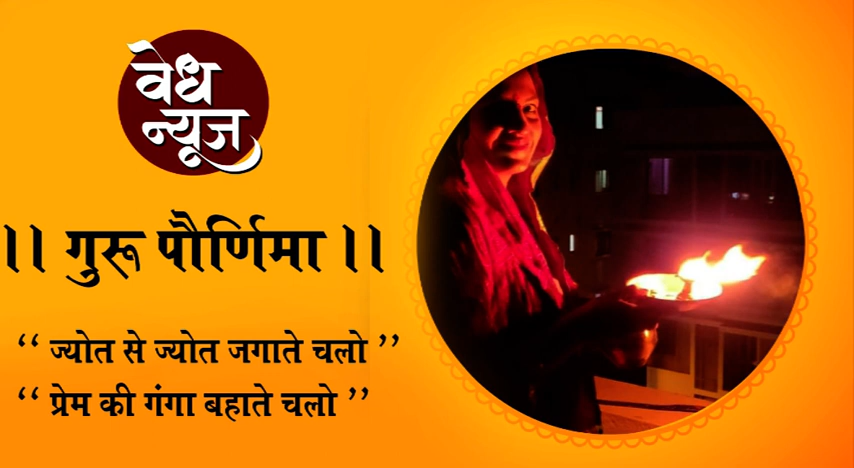 वेध
न्यूज
।। गुरू पौर्णिमा ।।
‘‘ ज्योत से ज्योत जगाते चलो ’’
‘‘ प्रेम की गंगा बहाते चलो ’’